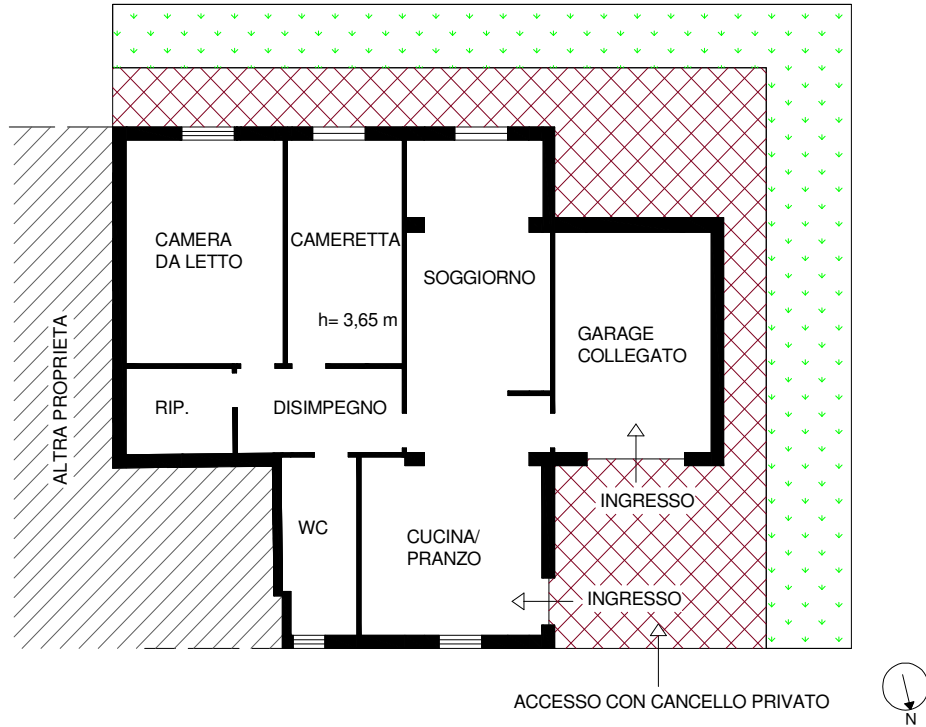 CAMERA
DA LETTO
CAMERETTA
h= 3,65 m
SOGGIORNO
GARAGE
COLLEGATO
ALTRA PROPRIETA
RIP.
DISIMPEGNO
INGRESSO
WC
CUCINA/
PRANZO
INGRESSO
ACCESSO CON CANCELLO PRIVATO
N